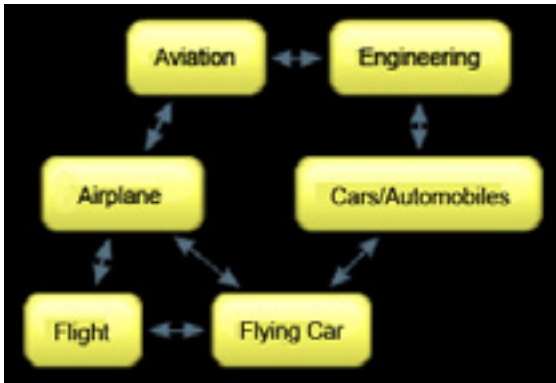 Aviation
Engineering
Airplane
Cars/Automobiles
Flight
Flying Car